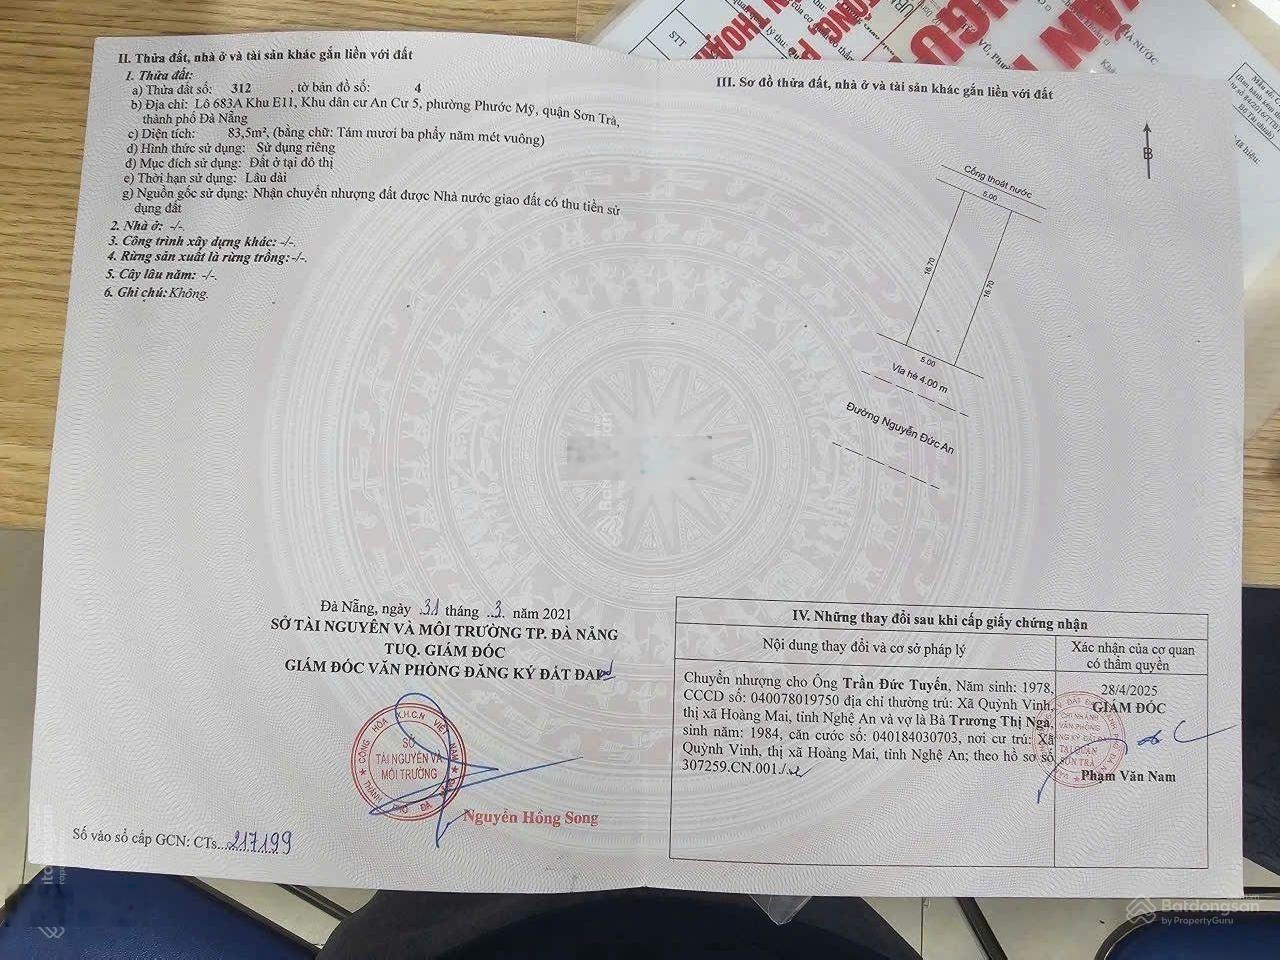 II. Thửa đất, nhà ở và tài sản khác gắn liền với đất
1. Thửa đất:
a) Thửa đất số: 312 , tờ bản đồ số: 4
b) Địa chỉ: Lô 683A Khu E11, Khu dân cư An Cư 5, phường Phước Mỹ, quận Sơn Trà,
thành phố Đà Nẵng
c) Diện tích: 83,5m², (bằng chữ: Tám mươi ba phẩy năm mét vuông)
d) Hình thức sử dụng: Sử dụng riêng
đ) Mục đích sử dụng: Đất ở tại đô thị
e) Thời hạn sử dụng: Lâu dài
g) Nguồn gốc sử dụng: Nhận chuyển nhượng đất được Nhà nước giao đất có thu tiền sử
dụng đất
2. Nhà ở: -/-.
3. Công trình xây dựng khác: -/-.
4. Rừng sản xuất là rừng trồng: -/-.
5. Cây lâu năm: -/-.
6. Ghi chú: Không.
Đà Nẵng, ngày 31 tháng 3 năm 2021
SỞ TÀI NGUYÊN VÀ MÔI TRƯỜNG TP. ĐÀ NẴNG
TUQ. GIÁM ĐỐC
GIÁM ĐỐC VĂN PHÒNG ĐĂNG KÝ ĐẤT ĐAI
SỞ
TÀI NGUYÊN VÀ
MÔI TRƯỜNG
Nguyễn Hồng Song
Số vào sổ cấp GCN: CTs...217199
III. Sơ đồ thửa đất, nhà ở và tài sản khác gắn liền với đất
B
Cống thoát nước
5.00
16.70
16.70
5.00
Vỉa hè 4.00 m
Đường Nguyễn Đức An
IV. Những thay đổi sau khi cấp giấy chứng nhận
Nội dung thay đổi và cơ sở pháp lý
Xác nhận của cơ quan
có thẩm quyền
Chuyển nhượng cho Ông Trần Đức Tuyến, Năm sinh: 1978,
CCCD số: 040078019750 địa chỉ thường trú: Xã Quỳnh Vinh,
thị xã Hoàng Mai, tỉnh Nghệ An và vợ là Bà Trương Thị Nga,
sinh năm: 1984, căn cước số: 040184030703, nơi cư trú: Xã
Quỳnh Vinh, thị xã Hoàng Mai, tỉnh Nghệ An; theo hồ sơ số
307259.CN.001./.
28/4/2025
GIÁM ĐỐC
CHI NHÁNH
VĂN PHÒNG
TẠI QUẬN
SƠN TRÀ
Phạm Văn Nam
STT
Batdongsan
by PropertyGuru